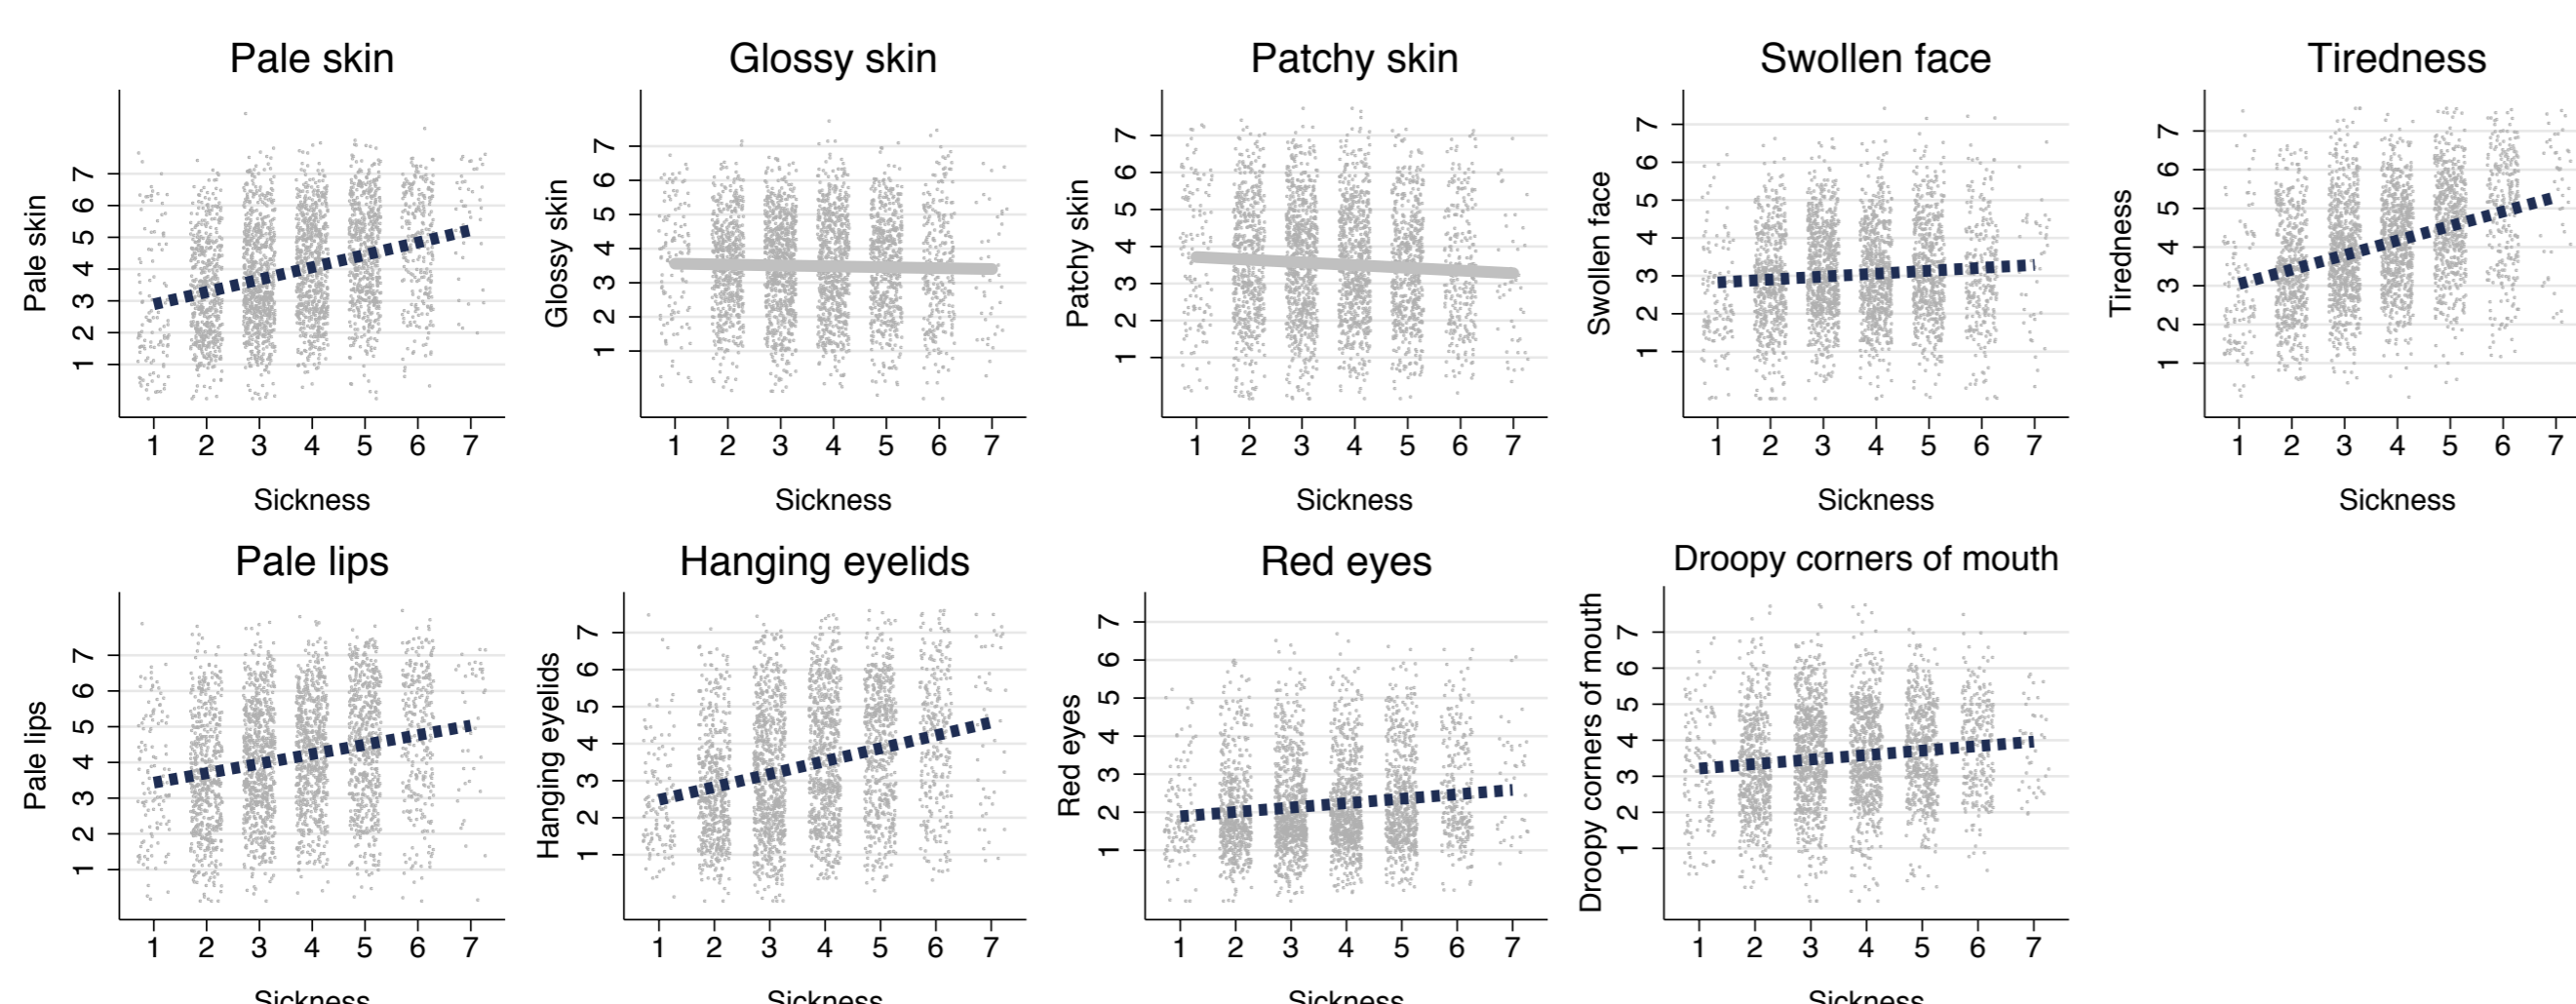 Pale skin
Pale skin
7
6
5
4
3
2
1
1 2 3 4 5 6 7
Sickness
Glossy skin
Glossy skin
7
6
5
4
3
2
1
1 2 3 4 5 6 7
Sickness
Patchy skin
Patchy skin
7
6
5
4
3
2
1
1 2 3 4 5 6 7
Sickness
Swollen face
Swollen face
7
6
5
4
3
2
1
1 2 3 4 5 6 7
Sickness
Tiredness
Tiredness
7
6
5
4
3
2
1
1 2 3 4 5 6 7
Sickness
Pale lips
Pale lips
7
6
5
4
3
2
1
1 2 3 4 5 6 7
Sickness
Hanging eyelids
Hanging eyelids
7
6
5
4
3
2
1
1 2 3 4 5 6 7
Sickness
Red eyes
Red eyes
7
6
5
4
3
2
1
1 2 3 4 5 6 7
Sickness
Droopy corners of mouth
Droopy corners of mouth
7
6
5
4
3
2
1
1 2 3 4 5 6 7
Sickness